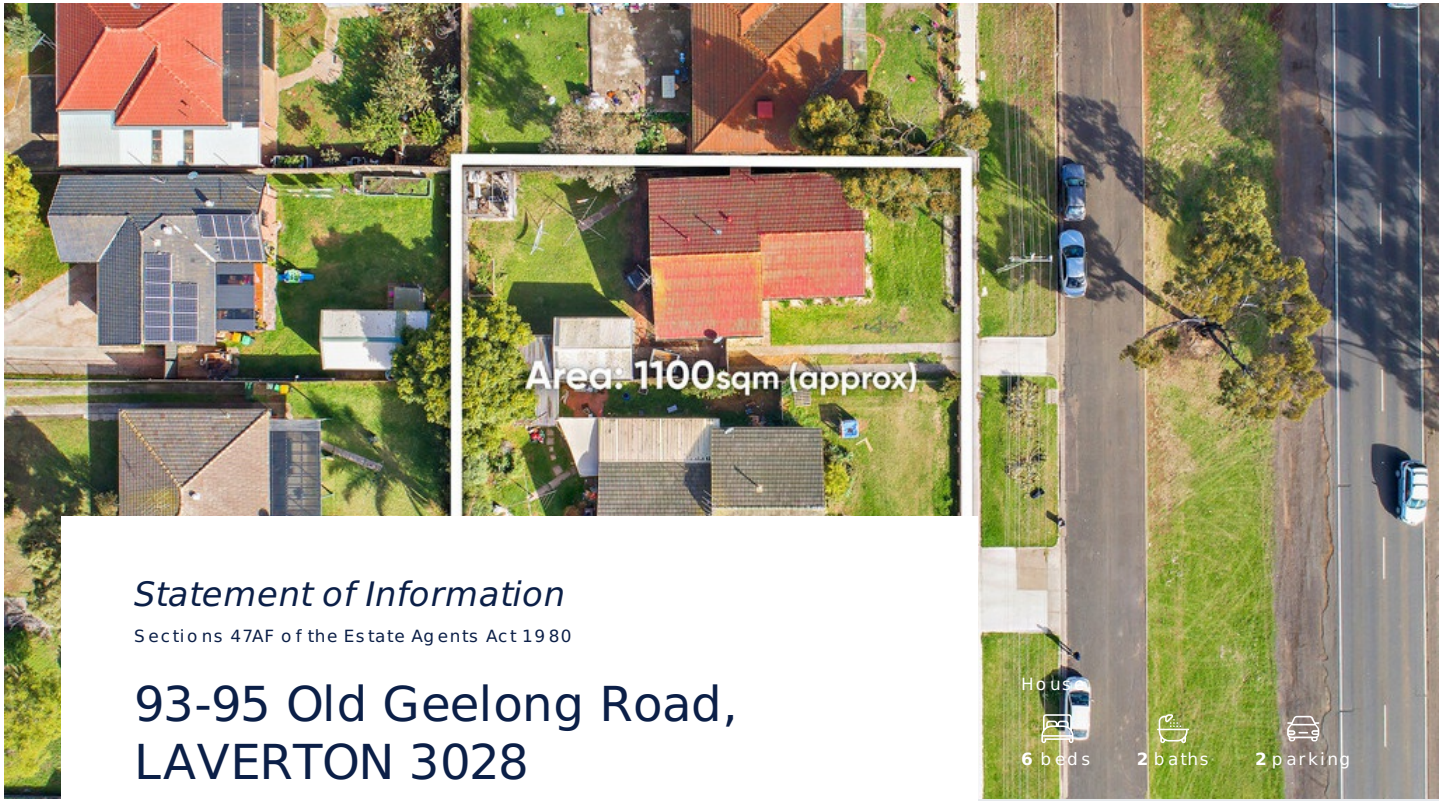 Area: 1100sqm (approx)
Statement of Information
Sections 47AF of the Estate Agents Act 1980
93-95 Old Geelong Road,
LAVERTON 3028
House
6 beds 2 baths 2 parking